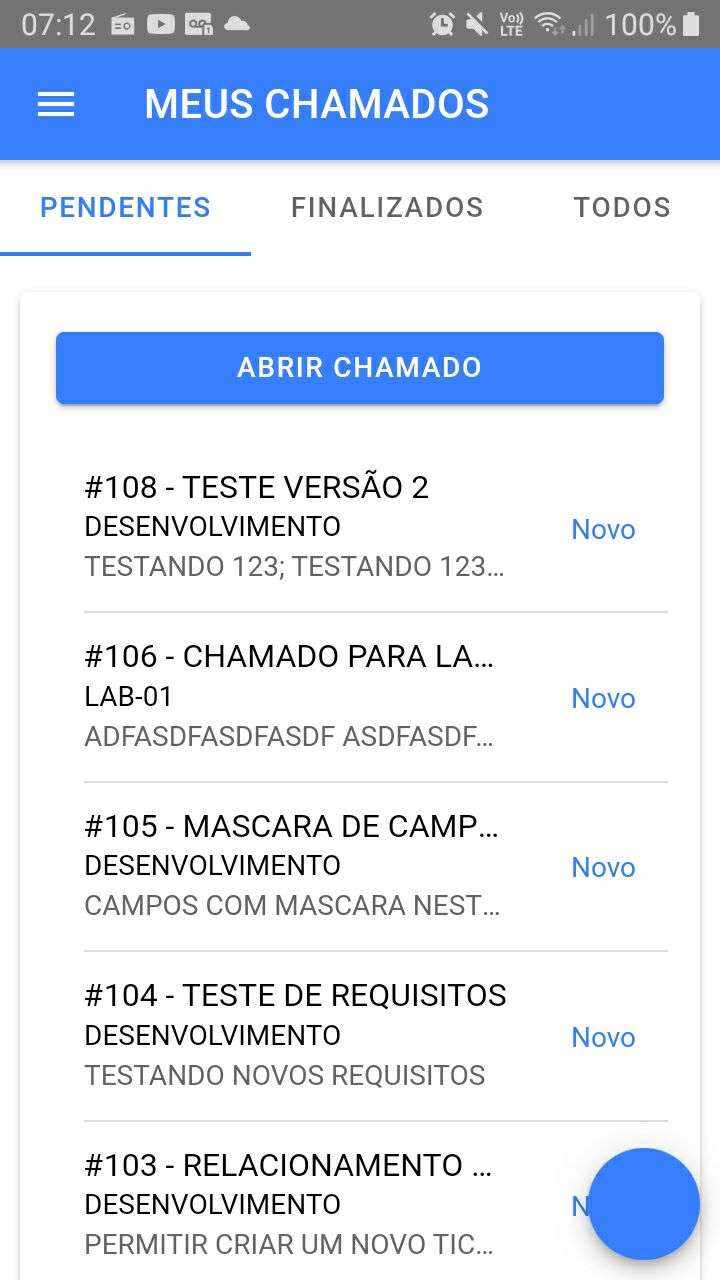 07:12
Vo)) LTE
100%
MEUS CHAMADOS
PENDENTES FINALIZADOS TODOS
ABRIR CHAMADO
#108 - TESTE VERSÃO 2
DESENVOLVIMENTO
Novo
TESTANDO 123; TESTANDO 123...
#106 - CHAMADO PARA LA...
LAB-01
Novo
ADFASDFASDFASDF ASDFASDF...
#105 - MASCARA DE CAMP...
DESENVOLVIMENTO
Novo
CAMPOS COM MASCARA NEST...
#104 - TESTE DE REQUISITOS
DESENVOLVIMENTO
Novo
TESTANDO NOVOS REQUISITOS
#103 - RELACIONAMENTO ...
DESENVOLVIMENTO
N
PERMITIR CRIAR UM NOVO TIC...